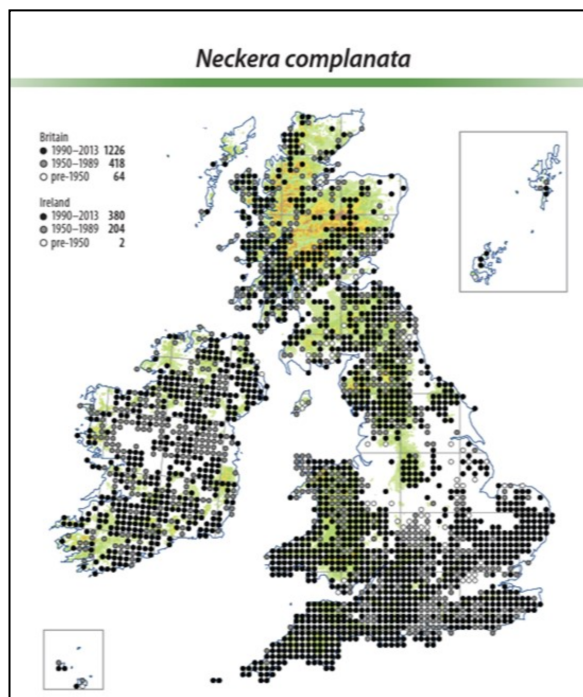 Neckera complanata
Britain
1990–2013 1226
1950–1989 418
pre-1950 64
Ireland
1990–2013 380
1950–1989 204
pre-1950 2